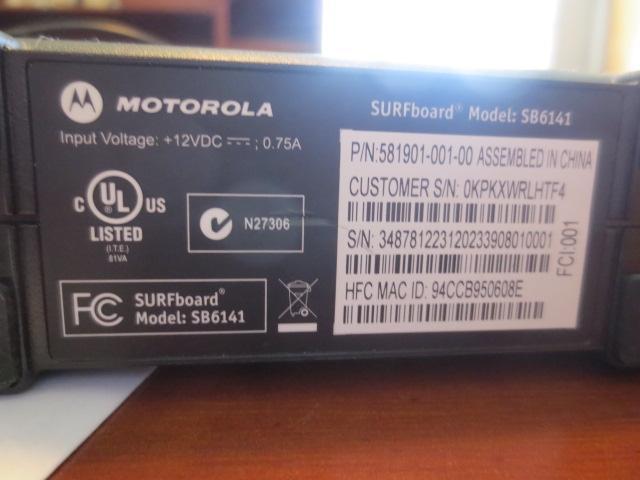 MOTOROLA
SURFboard® Model: SB6141
Input Voltage: +12VDC ⎓ ; 0.75A
P/N:581901-001-00 ASSEMBLED IN CHINA
CUSTOMER S/N: 0KPKXWRLHTF4
S/N: 348781223120233908010001
HFC MAC ID: 94CCB950608E
FCI:001
C UL US
®
LISTED
(I.T.E.)
81VA
N27306
FC SURFboard®
Model: SB6141